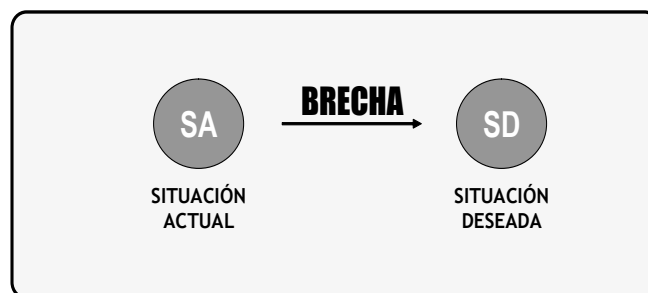 BRECHA
SA
SD
SITUACIÓN
ACTUAL
SITUACIÓN
DESEADA